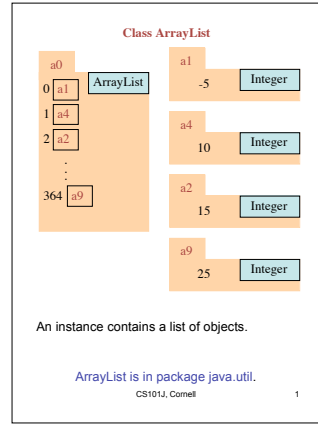 Class ArrayList
a0
ArrayList
0 a1
1 a4
2 a2
.
.
.
364 a9
a1
-5
Integer
a4
10
Integer
a2
15
Integer
a9
25
Integer
An instance contains a list of objects.
ArrayList is in package java.util.
CS101J, Cornell
1